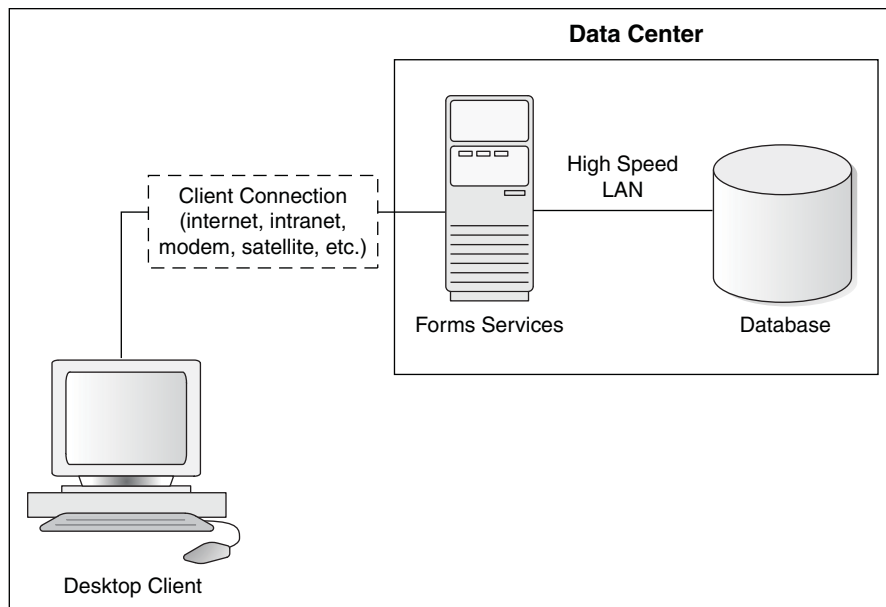 Data Center
High Speed
LAN
Client Connection
(internet, intranet,
modem, satellite, etc.)
Forms Services
Database
Desktop Client